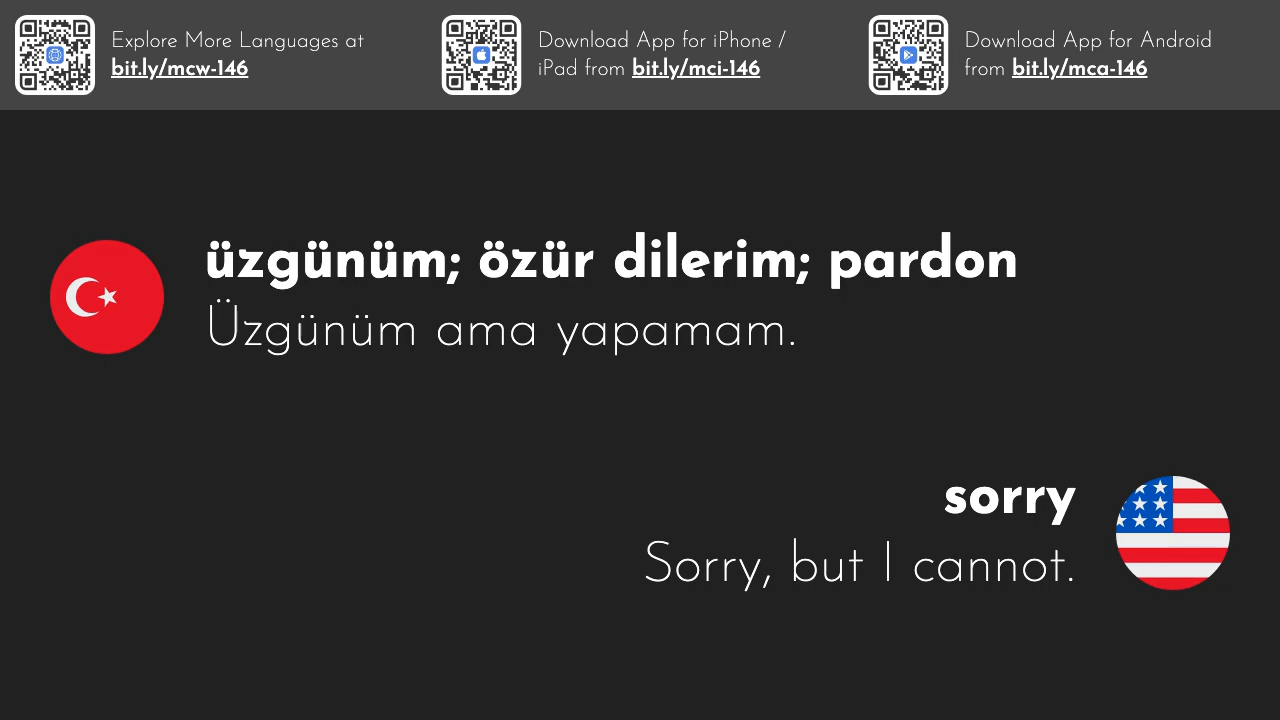 Explore More Languages at
bit.ly/mcw-146
Download App for iPhone /
iPad from bit.ly/mci-146
Download App for Android
from bit.ly/mca-146
üzgünüm; özür dilerim; pardon
Üzgünüm ama yapamam.
sorry
Sorry, but I cannot.